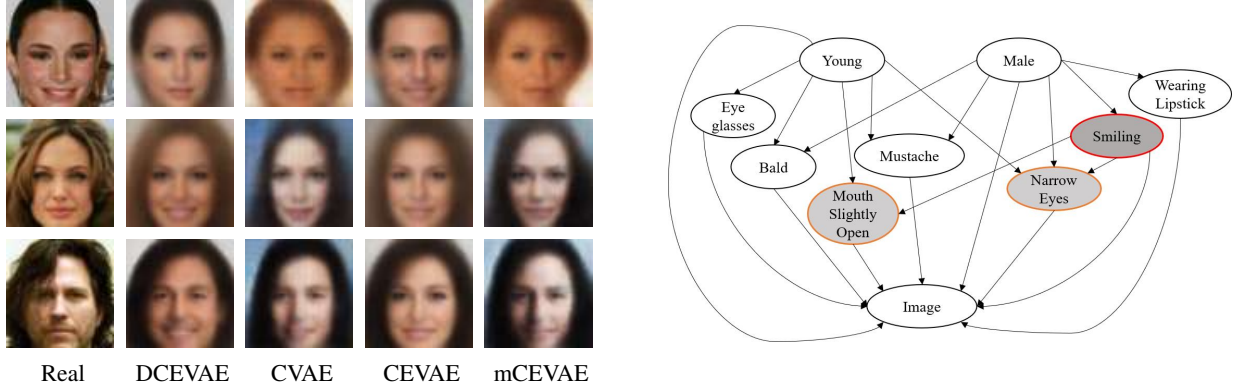 Real
DCEVAE
CVAE
CEVAE
mCEVAE
Young
Male
Eye
glasses
Wearing
Lipstick
Smiling
Bald
Mustache
Mouth
Slightly
Open
Narrow
Eyes
Image